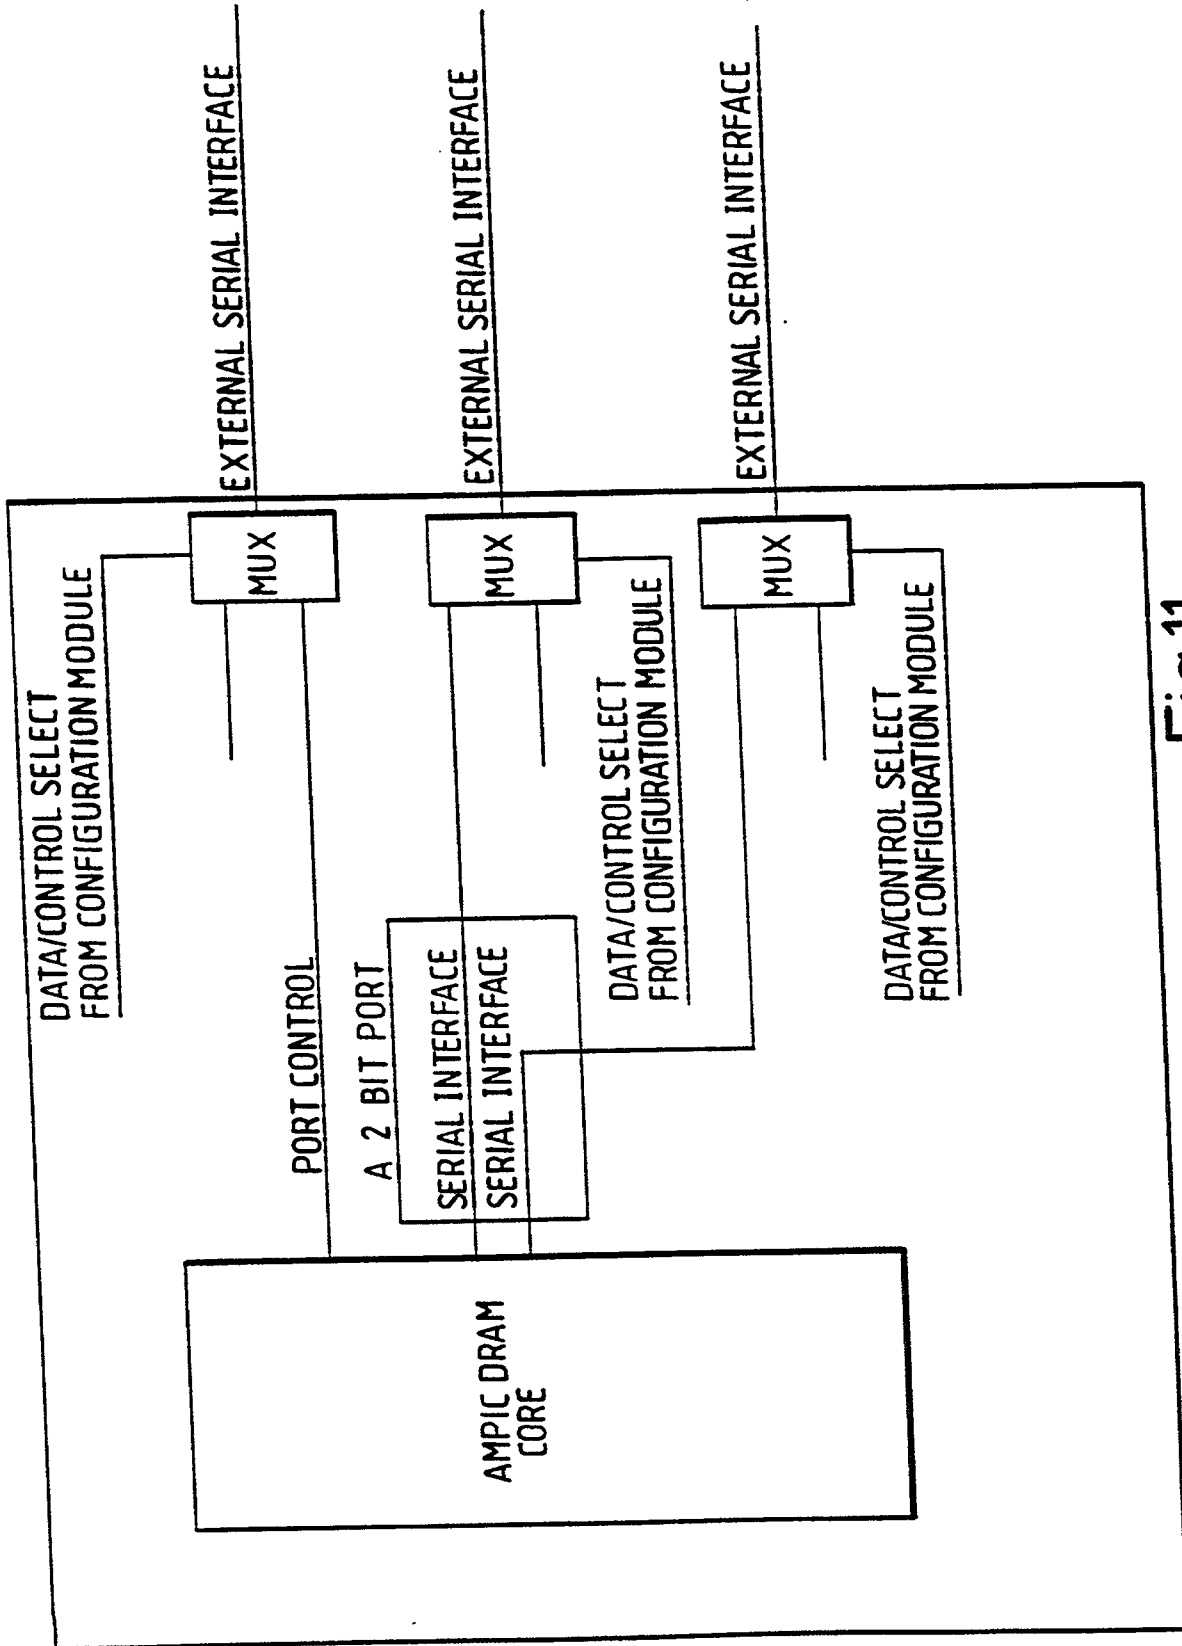 DATA/CONTROL SELECT
FROM CONFIGURATION MODULE
EXTERNAL SERIAL INTERFACE
MUX
PORT CONTROL
A 2 BIT PORT
SERIAL INTERFACE
SERIAL INTERFACE
EXTERNAL SERIAL INTERFACE
MUX
AMPIC DRAM
CORE
DATA/CONTROL SELECT
FROM CONFIGURATION MODULE
EXTERNAL SERIAL INTERFACE
MUX
DATA/CONTROL SELECT
FROM CONFIGURATION MODULE
Fig.11